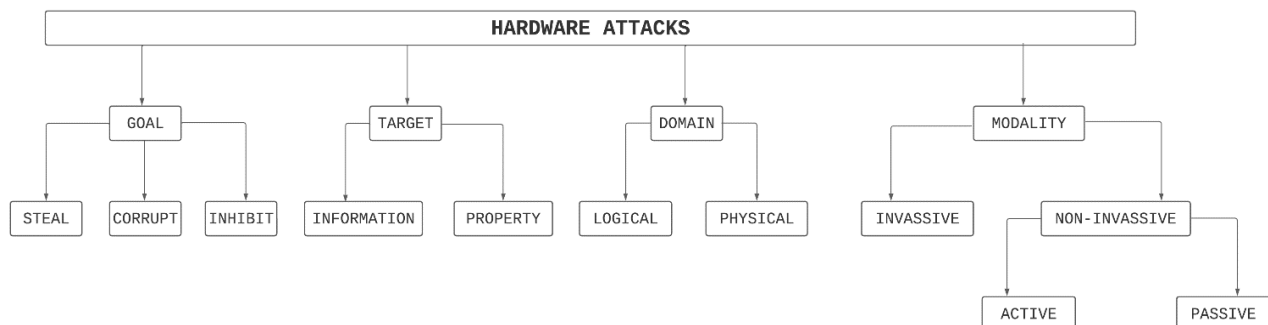 HARDWARE ATTACKS
GOAL
TARGET
DOMAIN
MODALITY
STEAL
CORRUPT
INHIBIT
INFORMATION
PROPERTY
LOGICAL
PHYSICAL
INVASSIVE
NON-INVASSIVE
ACTIVE
PASSIVE